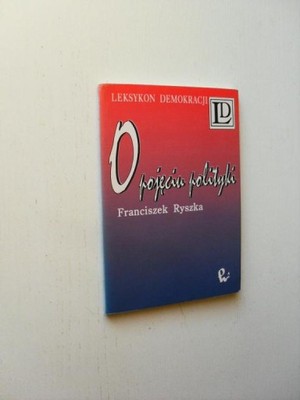 LEKSYKON DEMOKRACJI
LD
O pojęciu polityki
Franciszek Ryszka